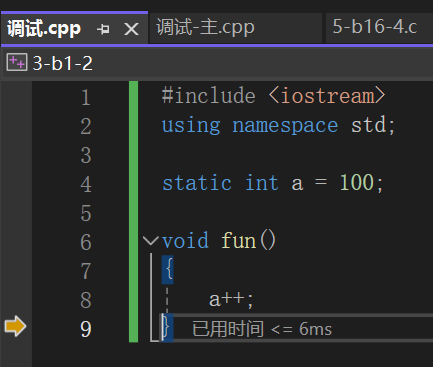 调试.cpp 调试-主.cpp 5-b16-4.c
3-b1-2
1 #include <iostream>
2 using namespace std;
3
4 static int a = 100;
5
6 void fun()
7 {
8 a++;
9 } 已用时间 <= 6ms